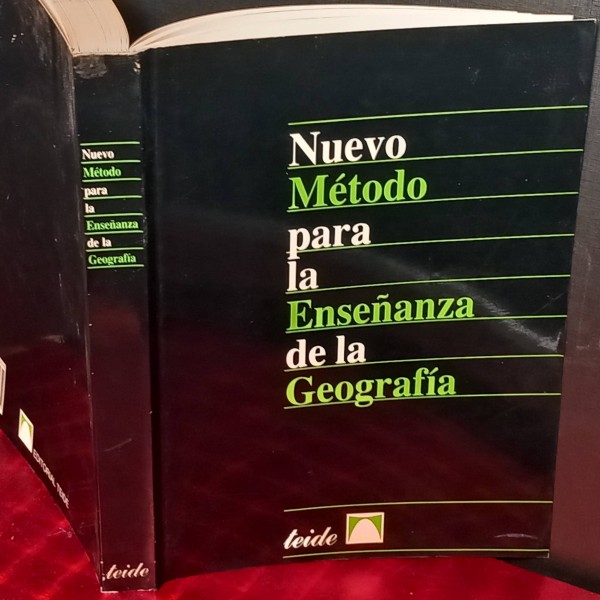 Nuevo
Método
para
la
Enseñanza
de la
Geografía
teide
Nuevo
Método
para
la
Enseñanza
de la
Geografía
teide
EDITORIAL TEIDE